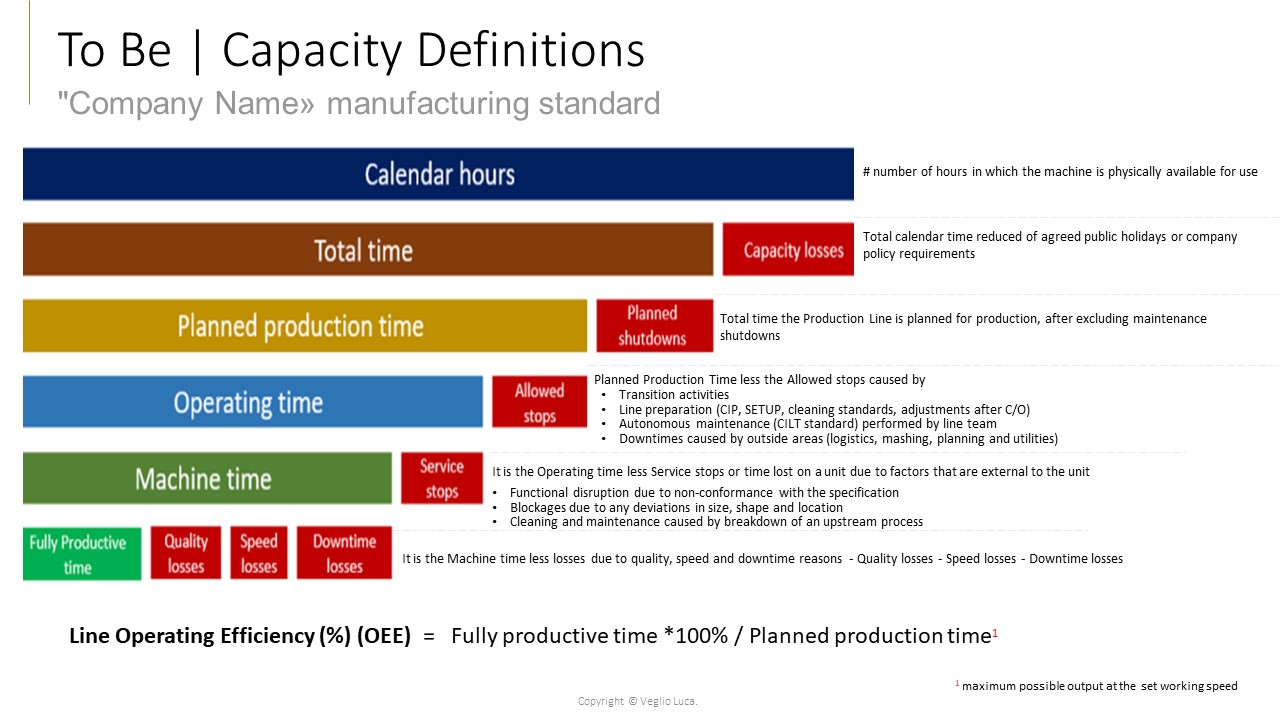 To Be | Capacity Definitions
"Company Name» manufacturing standard
Calendar hours
# number of hours in which the machine is physically available for use
Total time
Capacity losses
Total calendar time reduced of agreed public holidays or company
policy requirements
Planned production time
Planned
shutdowns
Total time the Production Line is planned for production, after excluding maintenance
shutdowns
Operating time
Allowed
stops
Planned Production Time less the Allowed stops caused by
• Transition activities
• Line preparation (CIP, SETUP, cleaning standards, adjustments after C/O)
• Autonomous maintenance (CILT standard) performed by line team
• Downtimes caused by outside areas (logistics, mashing, planning and utilities)
Machine time
Service
stops
It is the Operating time less Service stops or time lost on a unit due to factors that are external to the unit
• Functional disruption due to non-conformance with the specification
• Blockages due to any deviations in size, shape and location
• Cleaning and maintenance caused by breakdown of an upstream process
Fully Productive
time
Quality
losses
Speed
losses
Downtime
losses
It is the Machine time less losses due to quality, speed and downtime reasons - Quality losses - Speed losses - Downtime losses
Line Operating Efficiency (%) (OEE) = Fully productive time *100% / Planned production time¹
¹ maximum possible output at the set working speed
Copyright © Veglio Luca.